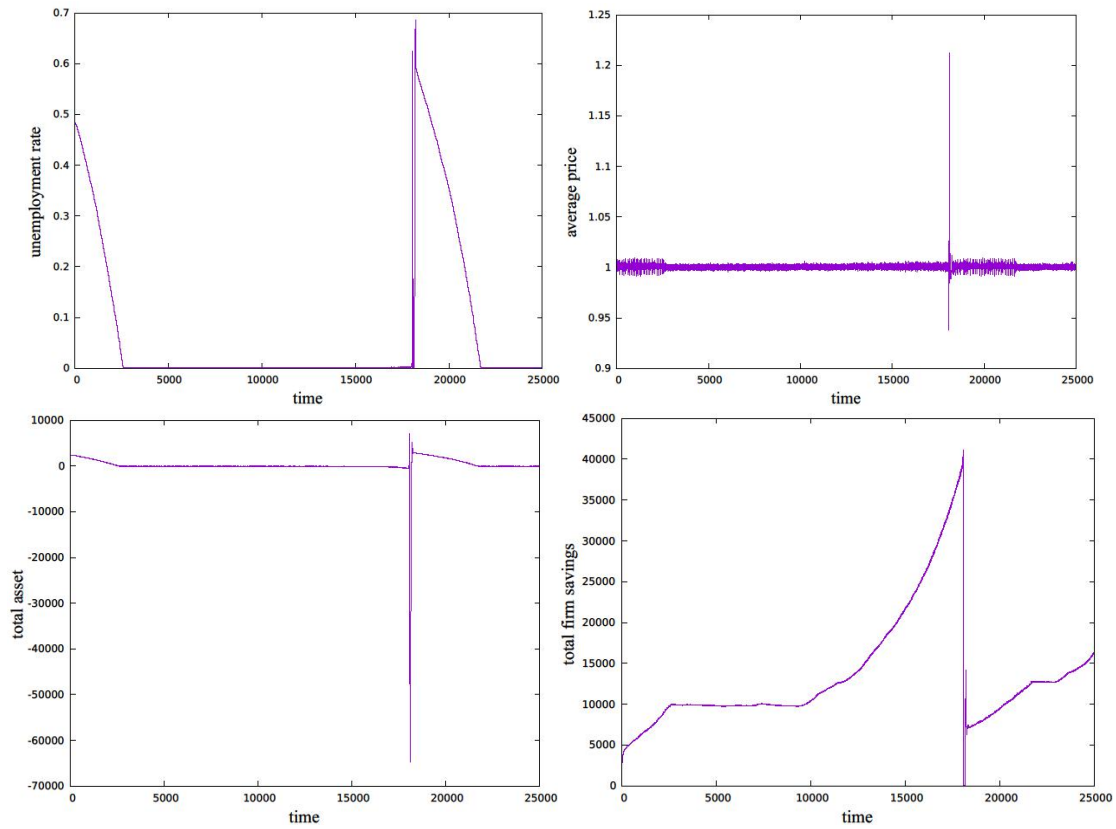 0.7
0.6
0.5
0.4
0.3
0.2
0.1
0
unemployment rate
0 5000 10000 15000 20000 25000
time
1.25
1.2
1.15
1.1
1.05
1
0.95
0.9
average price
0 5000 10000 15000 20000 25000
time
10000
0
-10000
-20000
-30000
-40000
-50000
-60000
-70000
total asset
0 5000 10000 15000 20000 25000
time
45000
40000
35000
30000
25000
20000
15000
10000
5000
0
total firm savings
0 5000 10000 15000 20000 25000
time